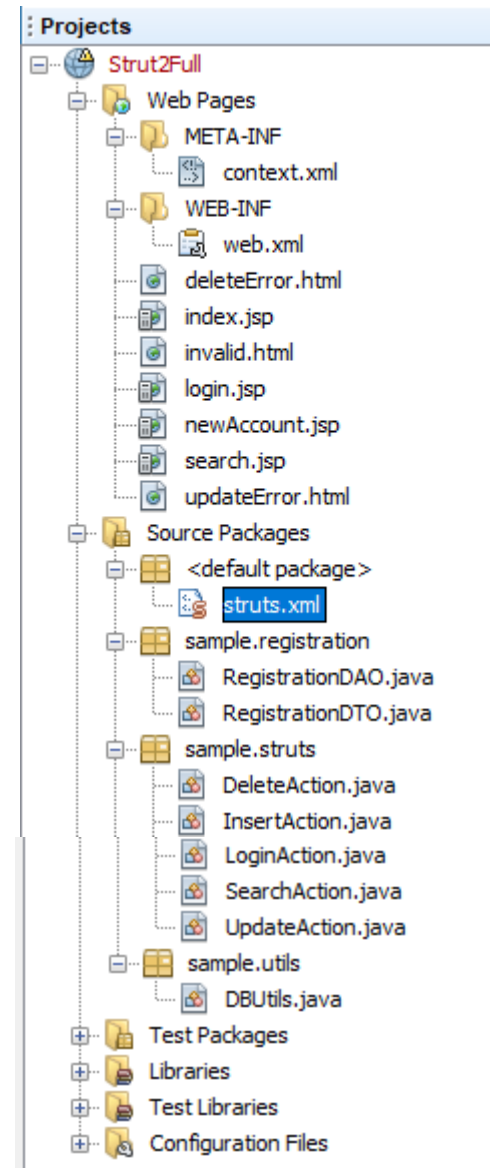 Projects
Strut2Full
Web Pages
META-INF
context.xml
WEB-INF
web.xml
deleteError.html
index.jsp
invalid.html
login.jsp
newAccount.jsp
search.jsp
updateError.html
Source Packages
<default package>
struts.xml
sample.registration
RegistrationDAO.java
RegistrationDTO.java
sample.struts
DeleteAction.java
InsertAction.java
LoginAction.java
SearchAction.java
UpdateAction.java
sample.utils
DBUtils.java
Test Packages
Libraries
Test Libraries
Configuration Files